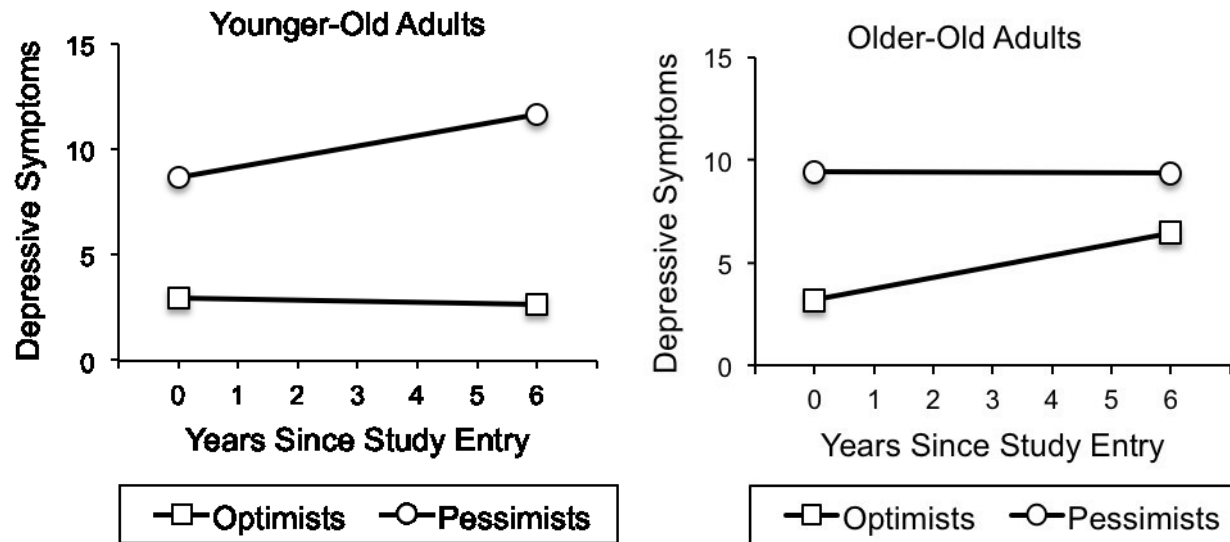 Younger-Old Adults
Depressive Symptoms
15
10
5
0
0 1 2 3 4 5 6
Years Since Study Entry
Optimists Pessimists
Older-Old Adults
Depressive Symptoms
15
10
5
0
0 1 2 3 4 5 6
Years Since Study Entry
Optimists Pessimists